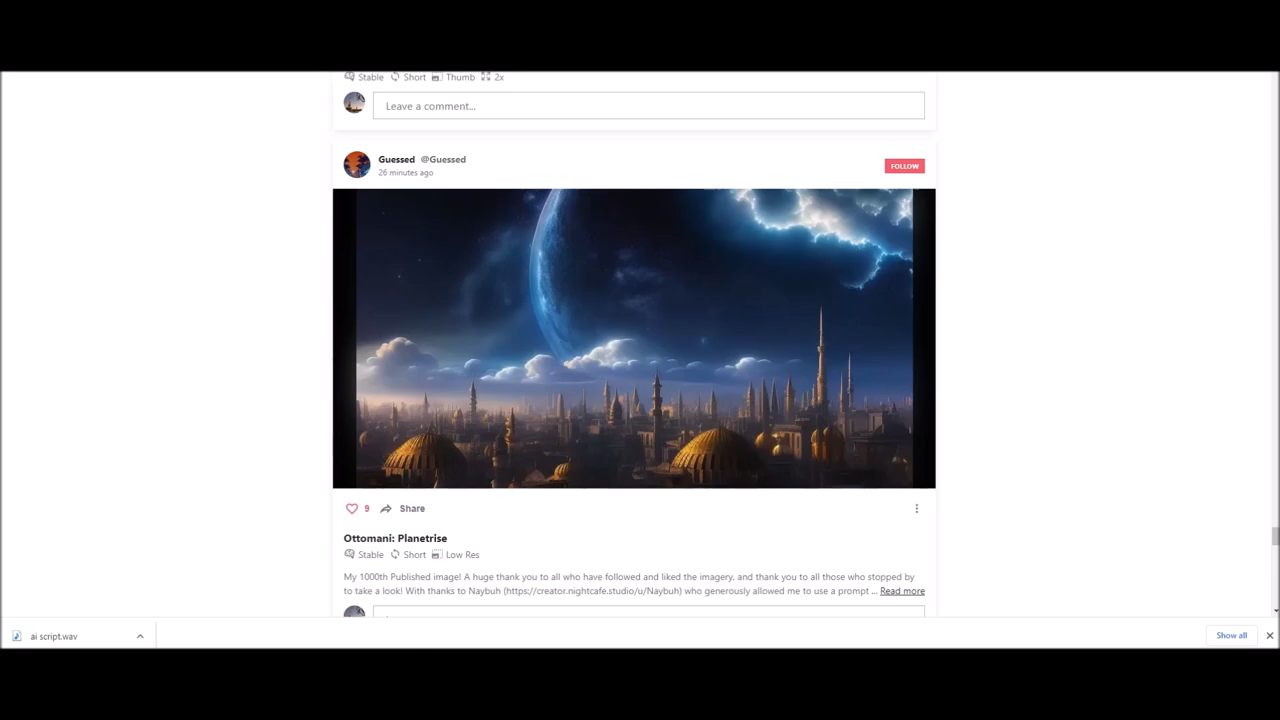 Stable Short Thumb 2x
Leave a comment...
Guessed @Guessed
26 minutes ago
FOLLOW
9 Share
Ottomani: Planetrise
Stable Short Low Res
My 1000th Published image! A huge thank you to all who have followed and liked the imagery, and thank you to all those who stopped by
to take a look! With thanks to Naybuh (https://creator.nightcafe.studio/u/Naybuh) who generously allowed me to use a prompt ... Read more
ai script.wav
Show all